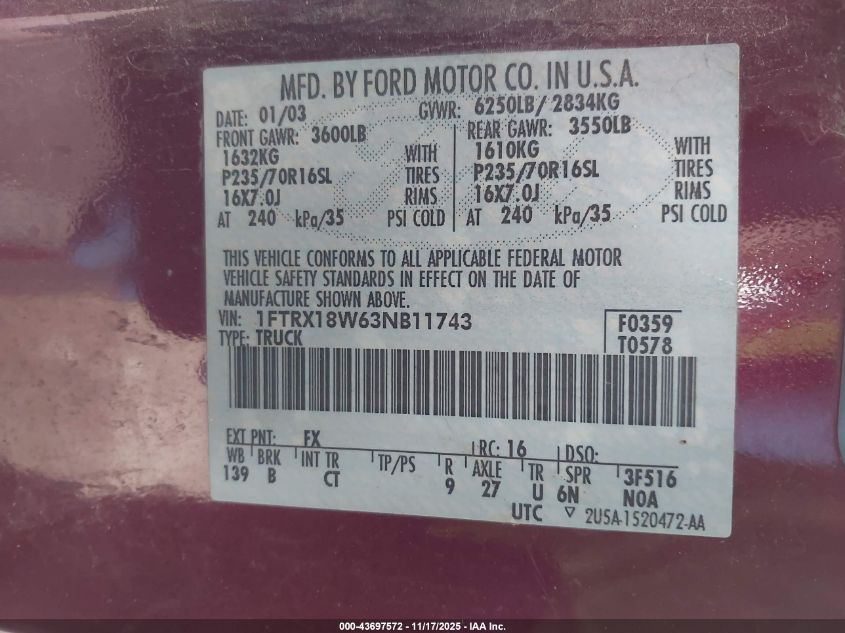 MFD. BY FORD MOTOR CO. IN U.S.A.
DATE: 01/03 GVWR: 6250LB/ 2834KG
FRONT GAWR: 3600LB REAR GAWR: 3550LB
1632KG WITH 1610KG WITH
P235/70R16SL TIRES P235/70R16SL TIRES
16X7.0J RIMS 16X7.0J RIMS
AT 240 kPa/35 PSI COLD AT 240 kPa/35 PSI COLD
THIS VEHICLE CONFORMS TO ALL APPLICABLE FEDERAL MOTOR
VEHICLE SAFETY STANDARDS IN EFFECT ON THE DATE OF
MANUFACTURE SHOWN ABOVE.
VIN: 1FTRX18W63NB11743 F0359
TYPE: TRUCK T0578
EXT PNT: FX RC: 16 DSO:
WB BRK INT TR TP/PS R AXLE TR SPR 3F516
139 B CT 9 27 U 6N N0A
UTC ▽ 2U5A-1520472-AA
000-43697572 - 11/17/2025 - IAA Inc.